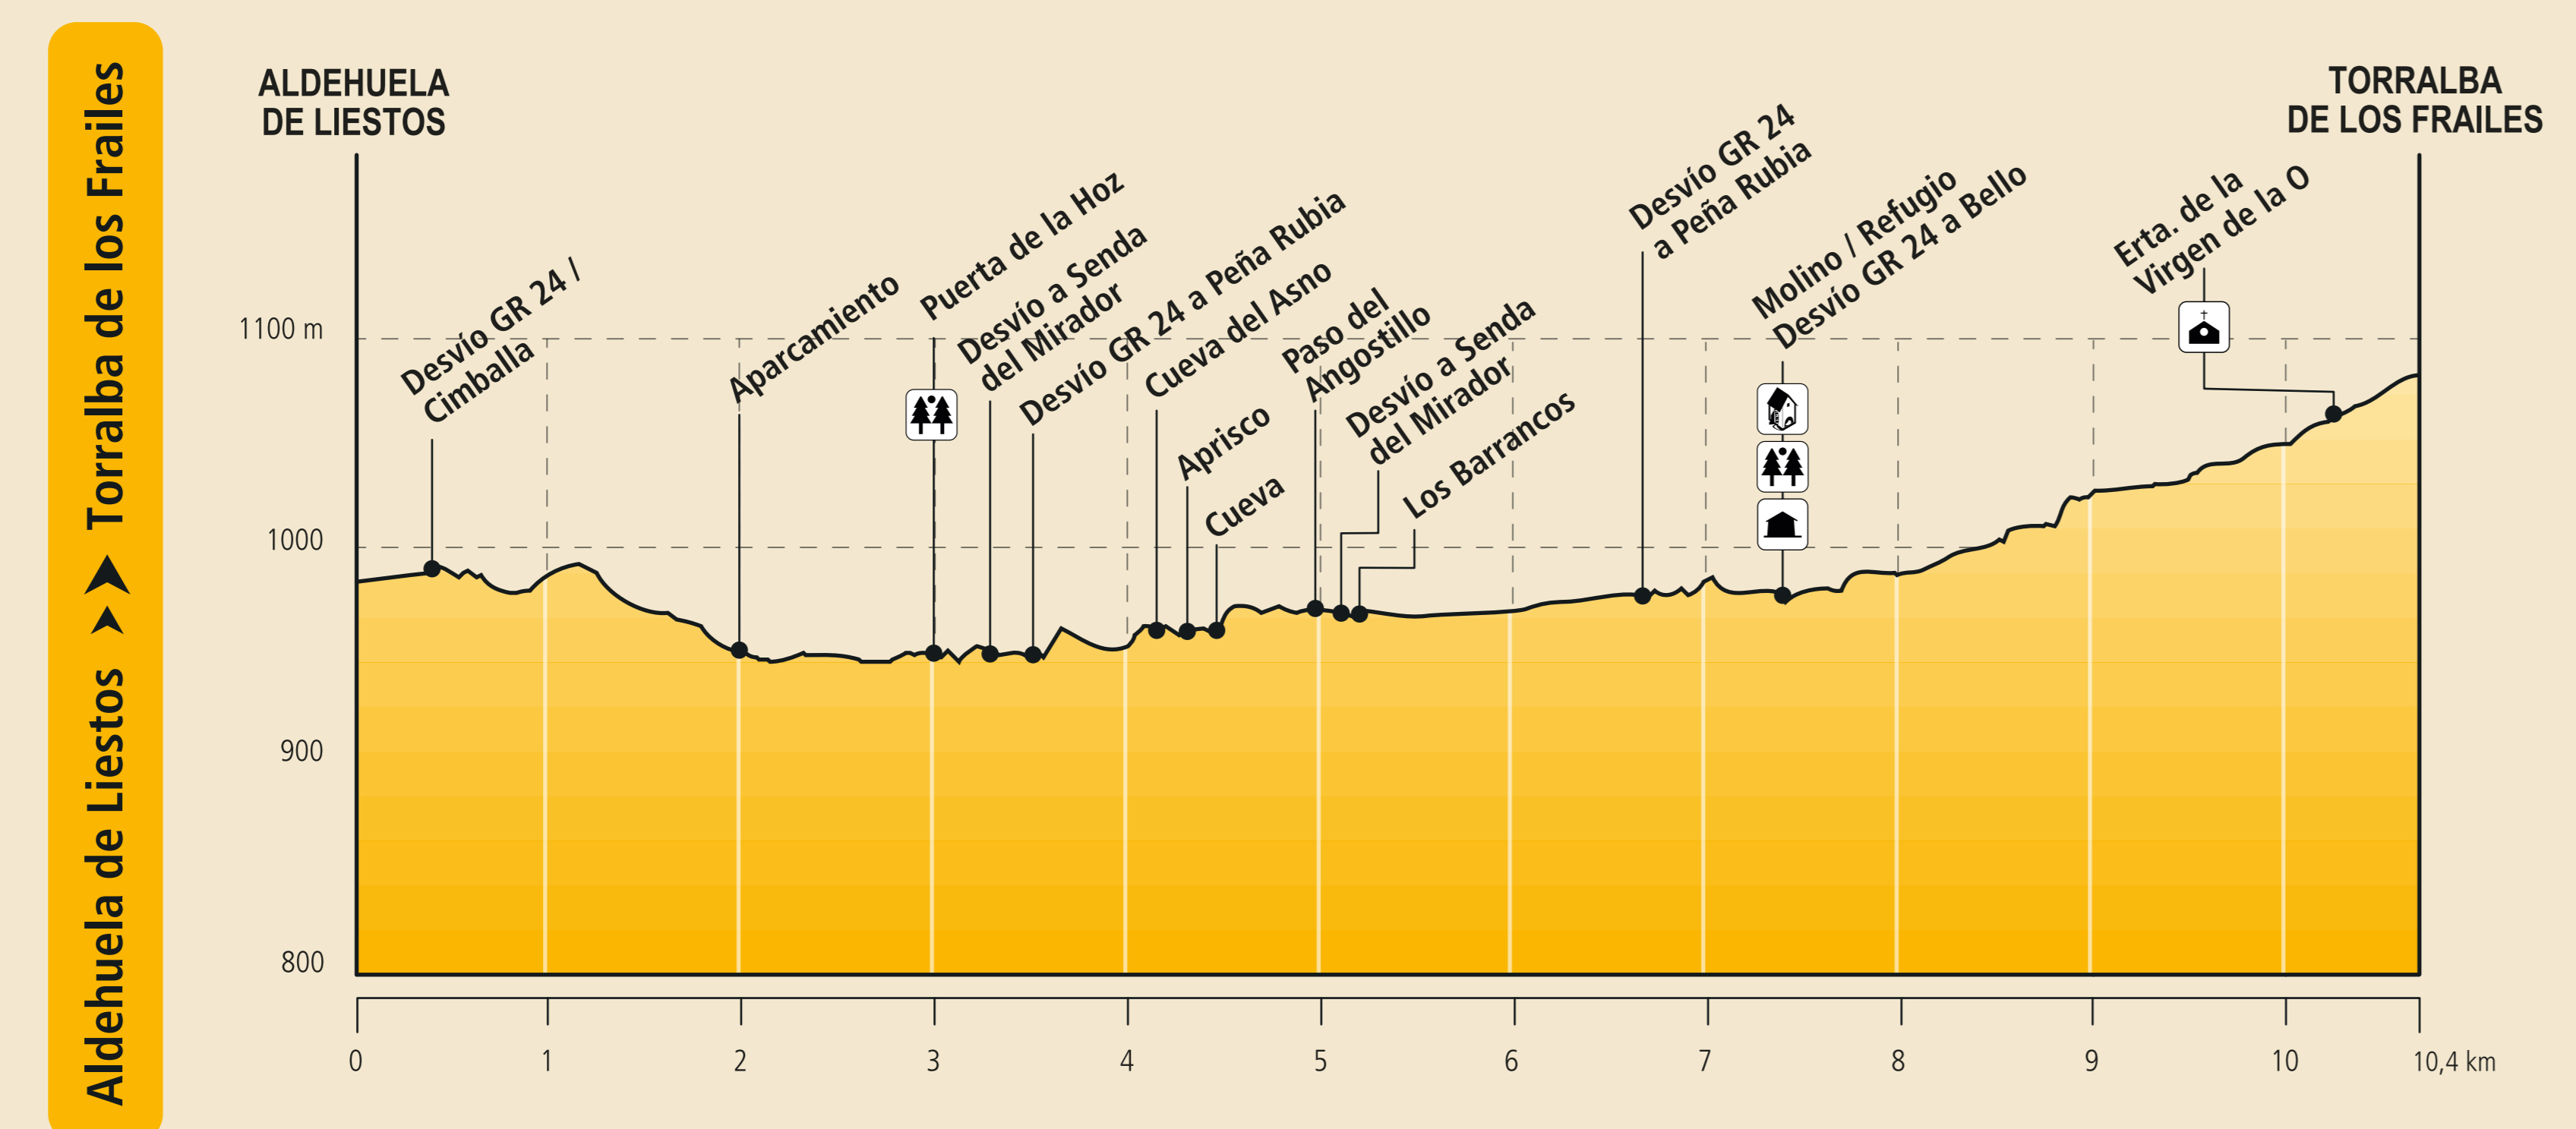 Aldehuela de Liestos Torralba de los Frailes
ALDEHUELA
DE LIESTOS
TORRALBA
DE LOS FRAILES
Desvío GR 24 /
Cimballa
Aparcamiento
Puerta de la Hoz
Desvío a Senda
del Mirador
Desvío GR 24 a Peña Rubia
Cueva del Asno
Aprisco
Cueva
Paso del
Angostillo
Desvío a Senda
del Mirador
Los Barrancos
Desvío GR 24
a Peña Rubia
Molino / Refugio
Desvío GR 24 a Bello
Erta. de la
Virgen de la O
1100 m
1000
900
800
0 1 2 3 4 5 6 7 8 9 10 10,4 km